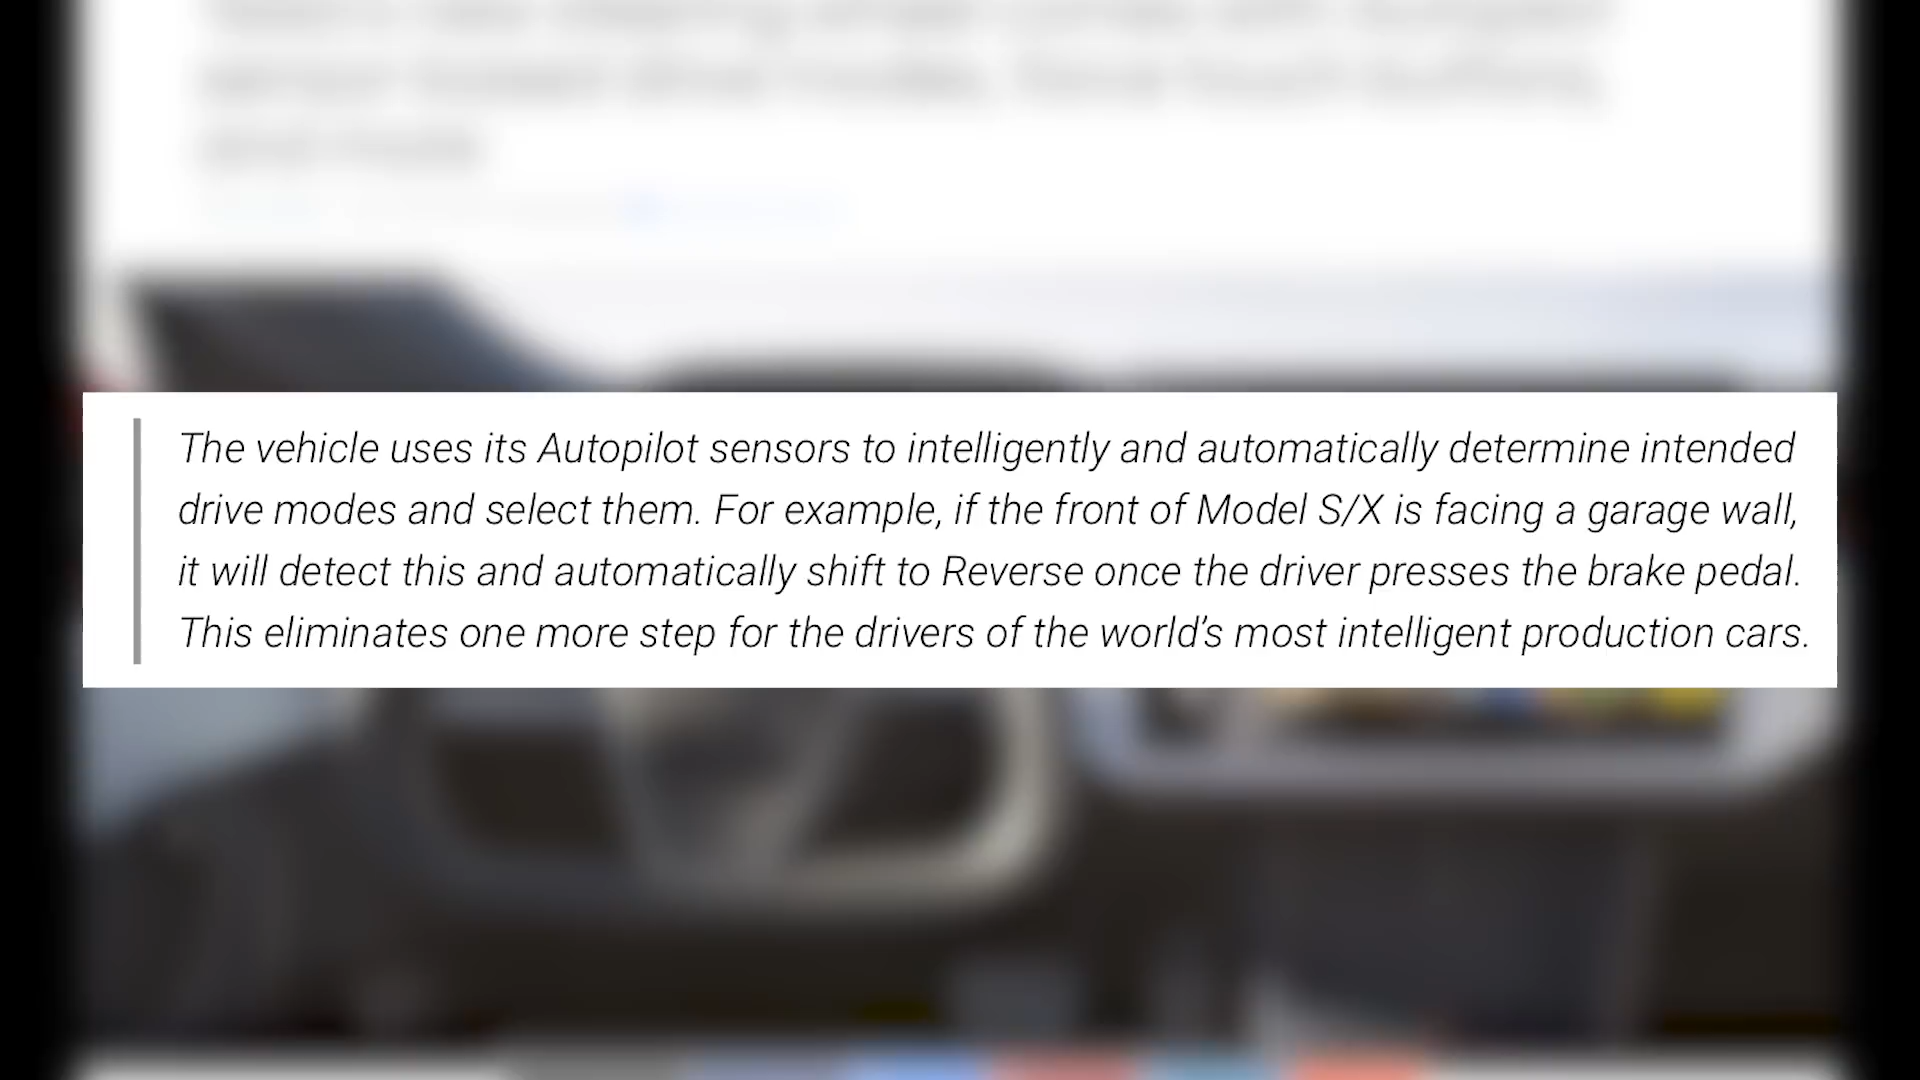 The vehicle uses its Autopilot sensors to intelligently and automatically determine intended
drive modes and select them. For example, if the front of Model S/X is facing a garage wall,
it will detect this and automatically shift to Reverse once the driver presses the brake pedal.
This eliminates one more step for the drivers of the world’s most intelligent production cars.